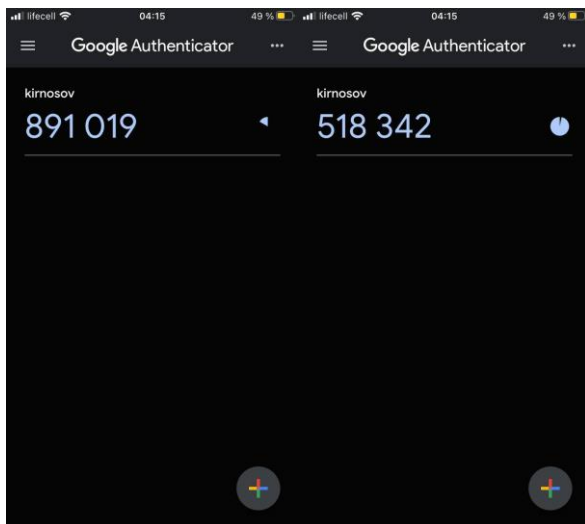 lifecell 04:15 49 %
Google Authenticator
kirnosov
891 019
lifecell 04:15 49 %
Google Authenticator
kirnosov
518 342